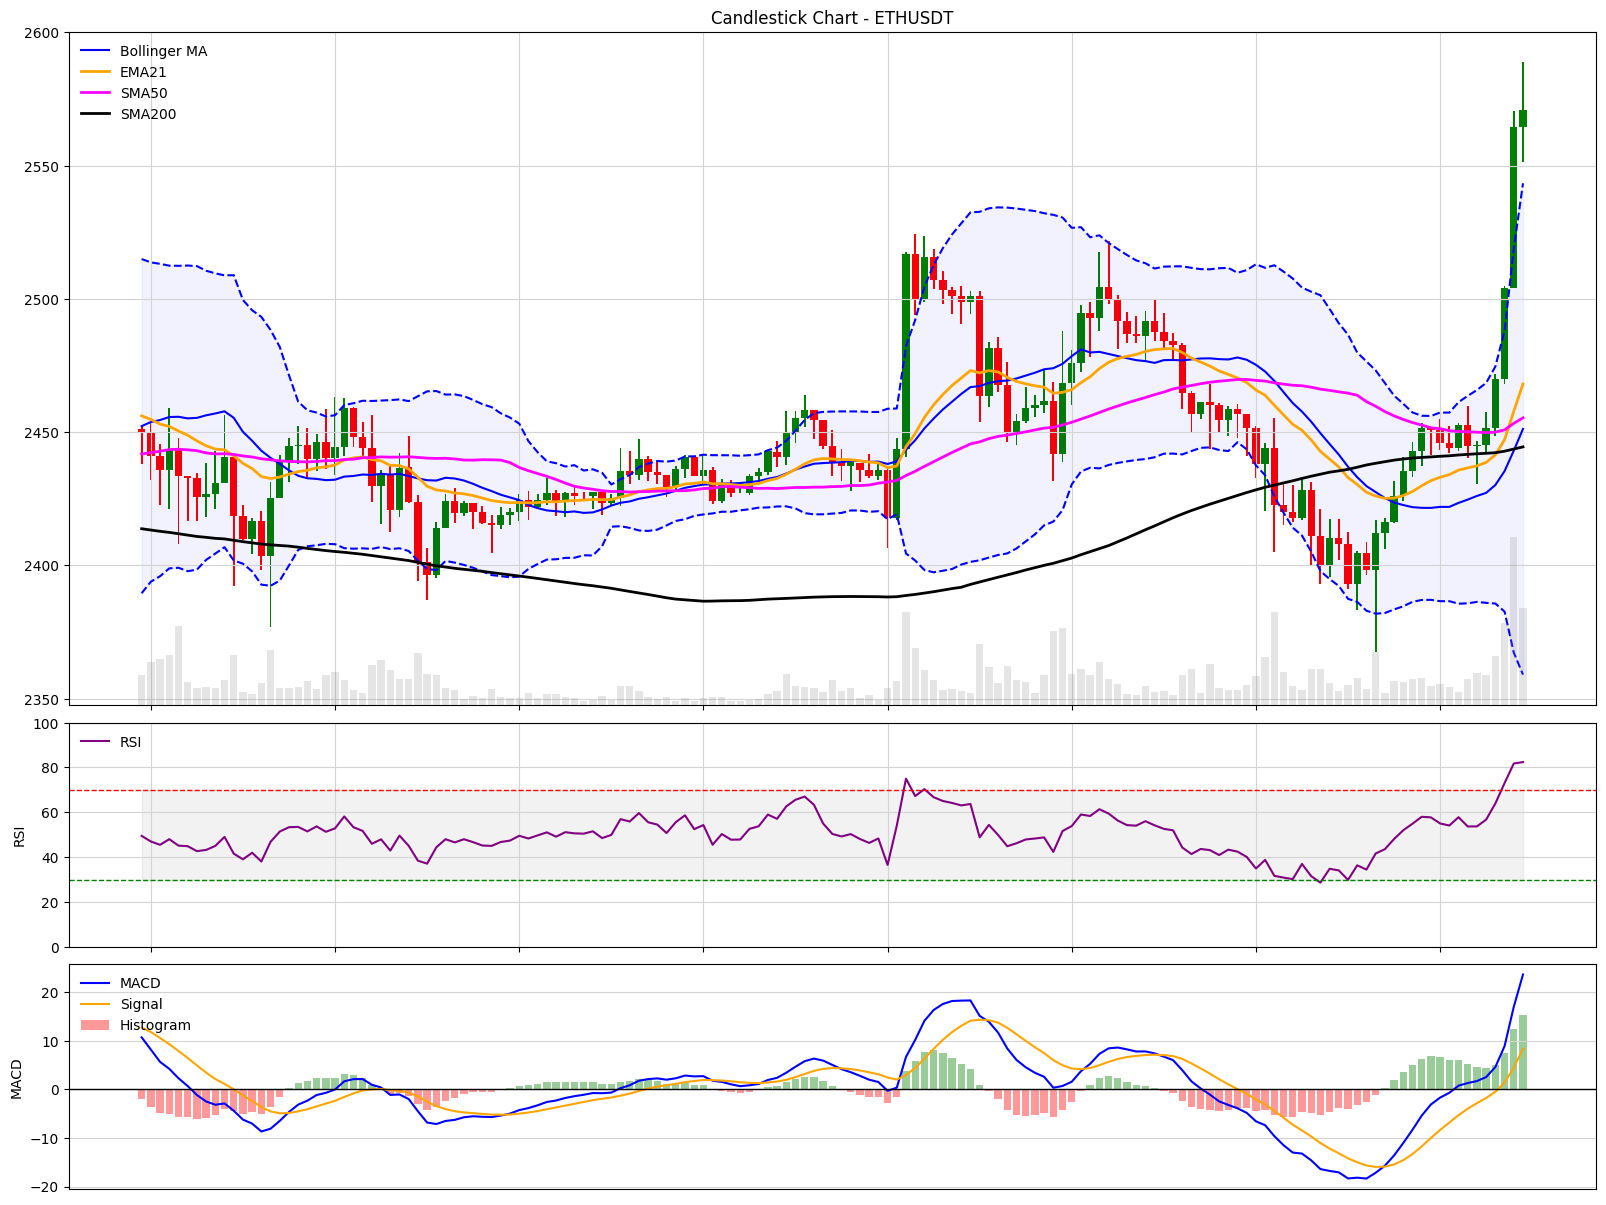 Candlestick Chart - ETHUSDT
2600
Bollinger MA
EMA21
SMA50
SMA200
2550
2500
2450
2400
2350
100
RSI
80
60
RSI
40
20
0
MACD
20
Signal
Histogram
10
MACD
0
−10
−20